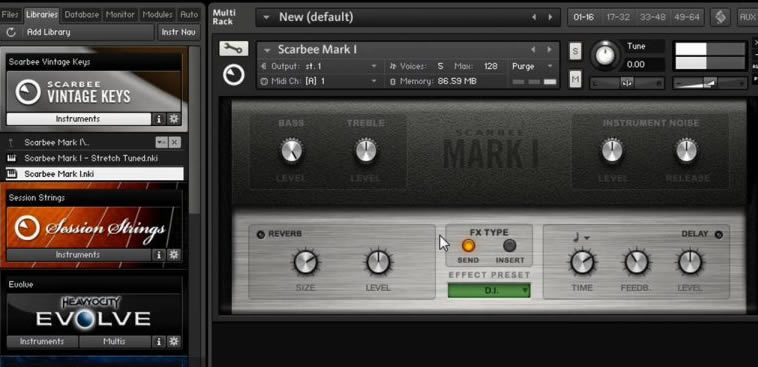 Files Libraries Database Monitor Modules Auto
Add Library Instr Nav
Scarbee Vintage Keys
SCARBEE
VINTAGE KEYS
Instruments i
Scarbee Mark I\..
Scarbee Mark I - Stretch Tuned.nki
Scarbee Mark I.nki
Session Strings
Session Strings
Instruments i
Evolve
HEAVYOCITY
EVOLVE
Instruments Multis i
Multi
Rack
New (default)
01-16 17-32 33-48 49-64 AUX
Scarbee Mark I
Output: st.1 Voices: 5 Max: 128 Purge
Midi Ch: [A] 1 Memory: 86.59 MB
S
M
Tune
0.00
L R
BASS TREBLE
LEVEL LEVEL
SCARBEE
MARK I
INSTRUMENT NOISE
LEVEL RELEASE
REVERB
SIZE LEVEL
FX TYPE
SEND INSERT
EFFECT PRESET
D.I.
DELAY
TIME FEEDB. LEVEL